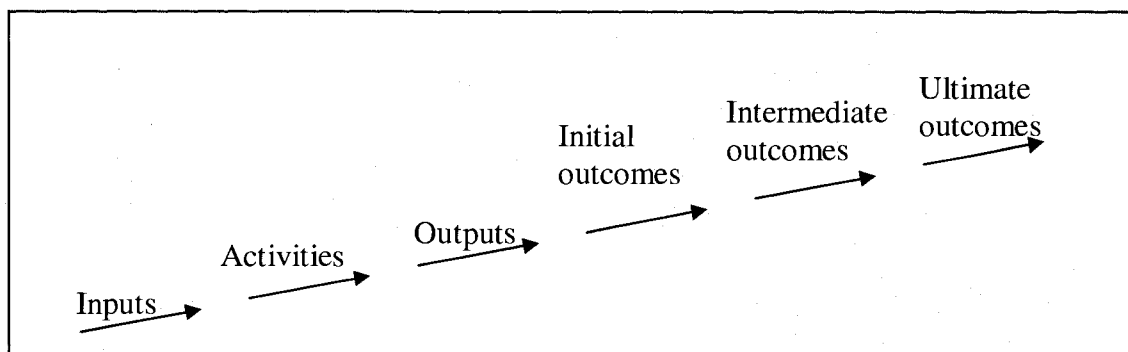 Inputs
Activities
Outputs
Initial
outcomes
Intermediate
outcomes
Ultimate
outcomes